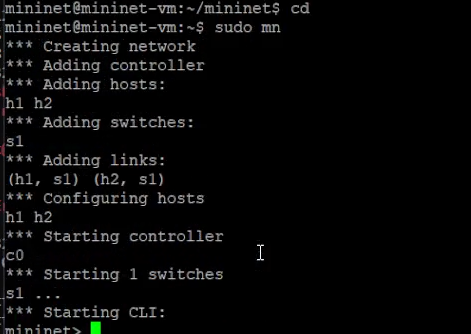 mininet@mininet-vm:~/mininet$ cd
mininet@mininet-vm:~$ sudo mn
*** Creating network
*** Adding controller
*** Adding hosts:
h1 h2
*** Adding switches:
s1
*** Adding links:
(h1, s1) (h2, s1)
*** Configuring hosts
h1 h2
*** Starting controller
c0
*** Starting 1 switches
s1 ...
*** Starting CLI:
mininet>